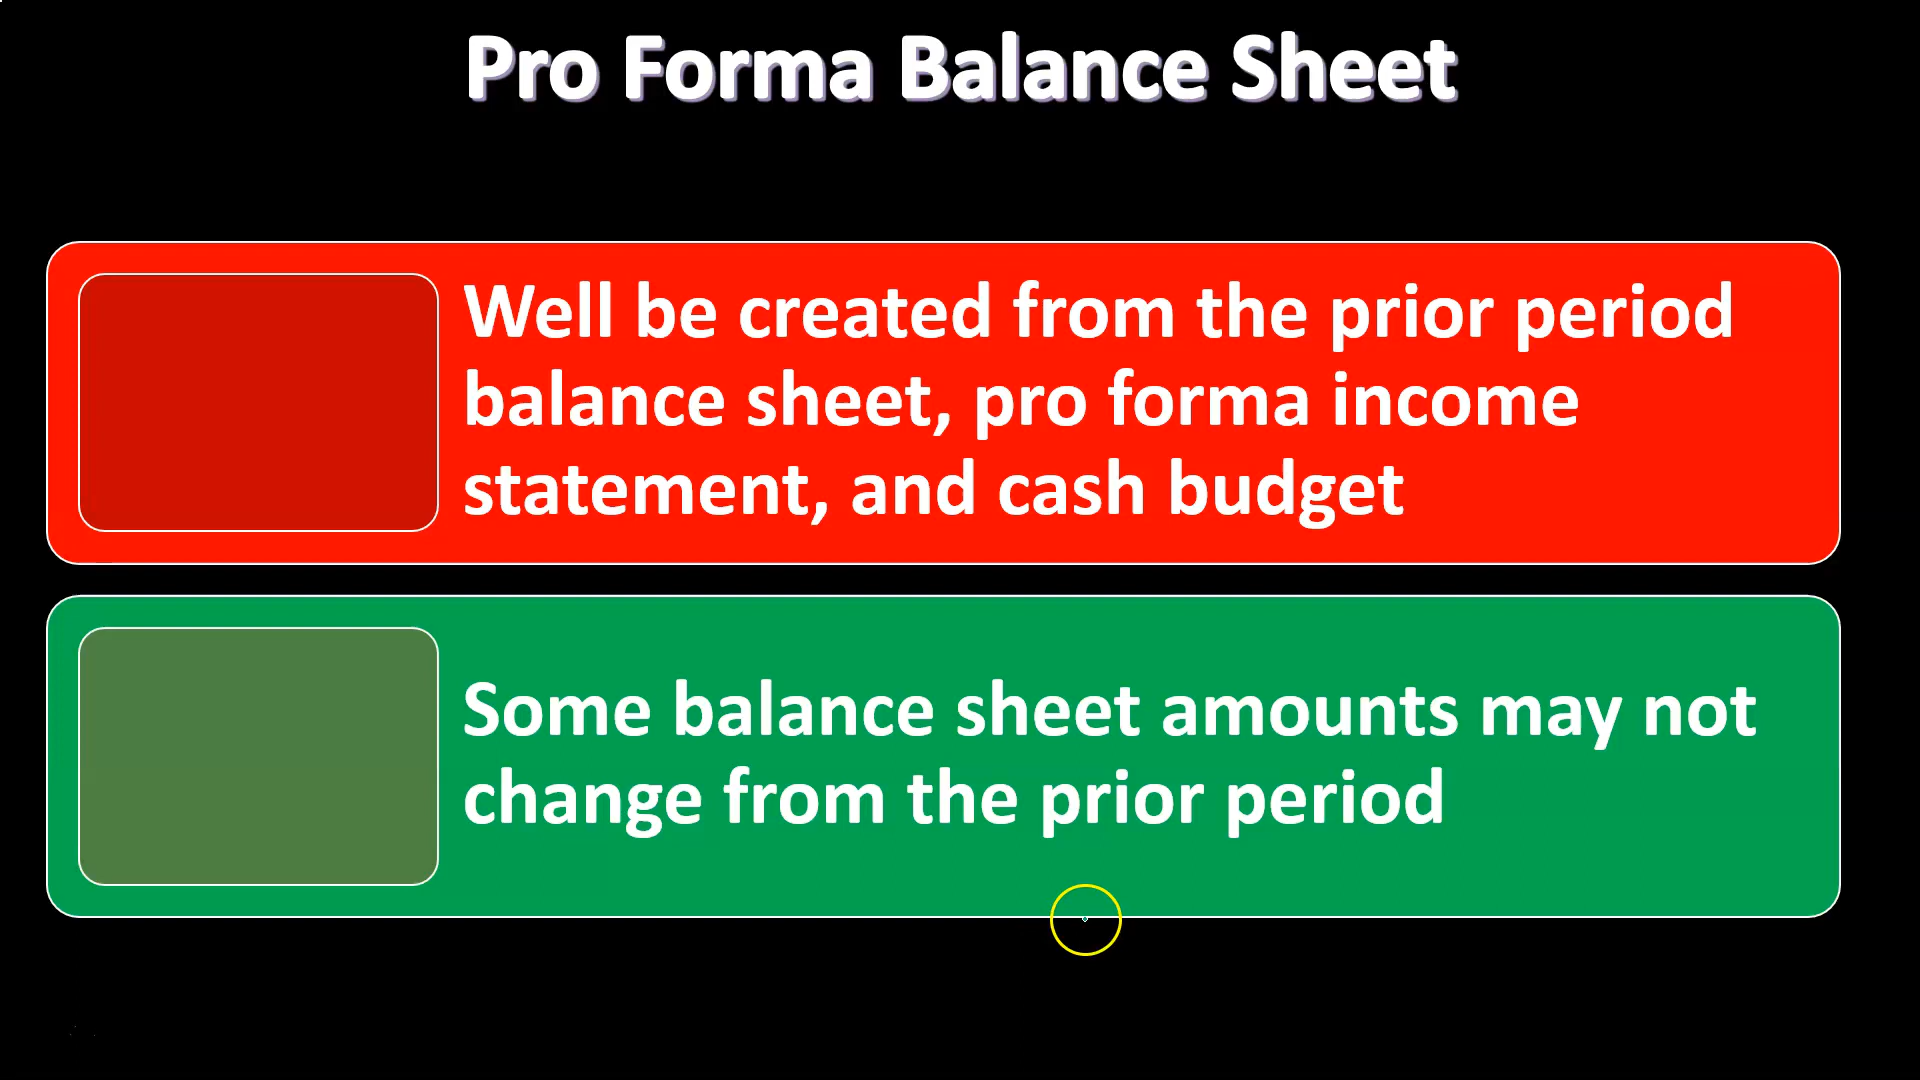 Pro Forma Balance Sheet
Well be created from the prior period
balance sheet, pro forma income
statement, and cash budget
Some balance sheet amounts may not
change from the prior period